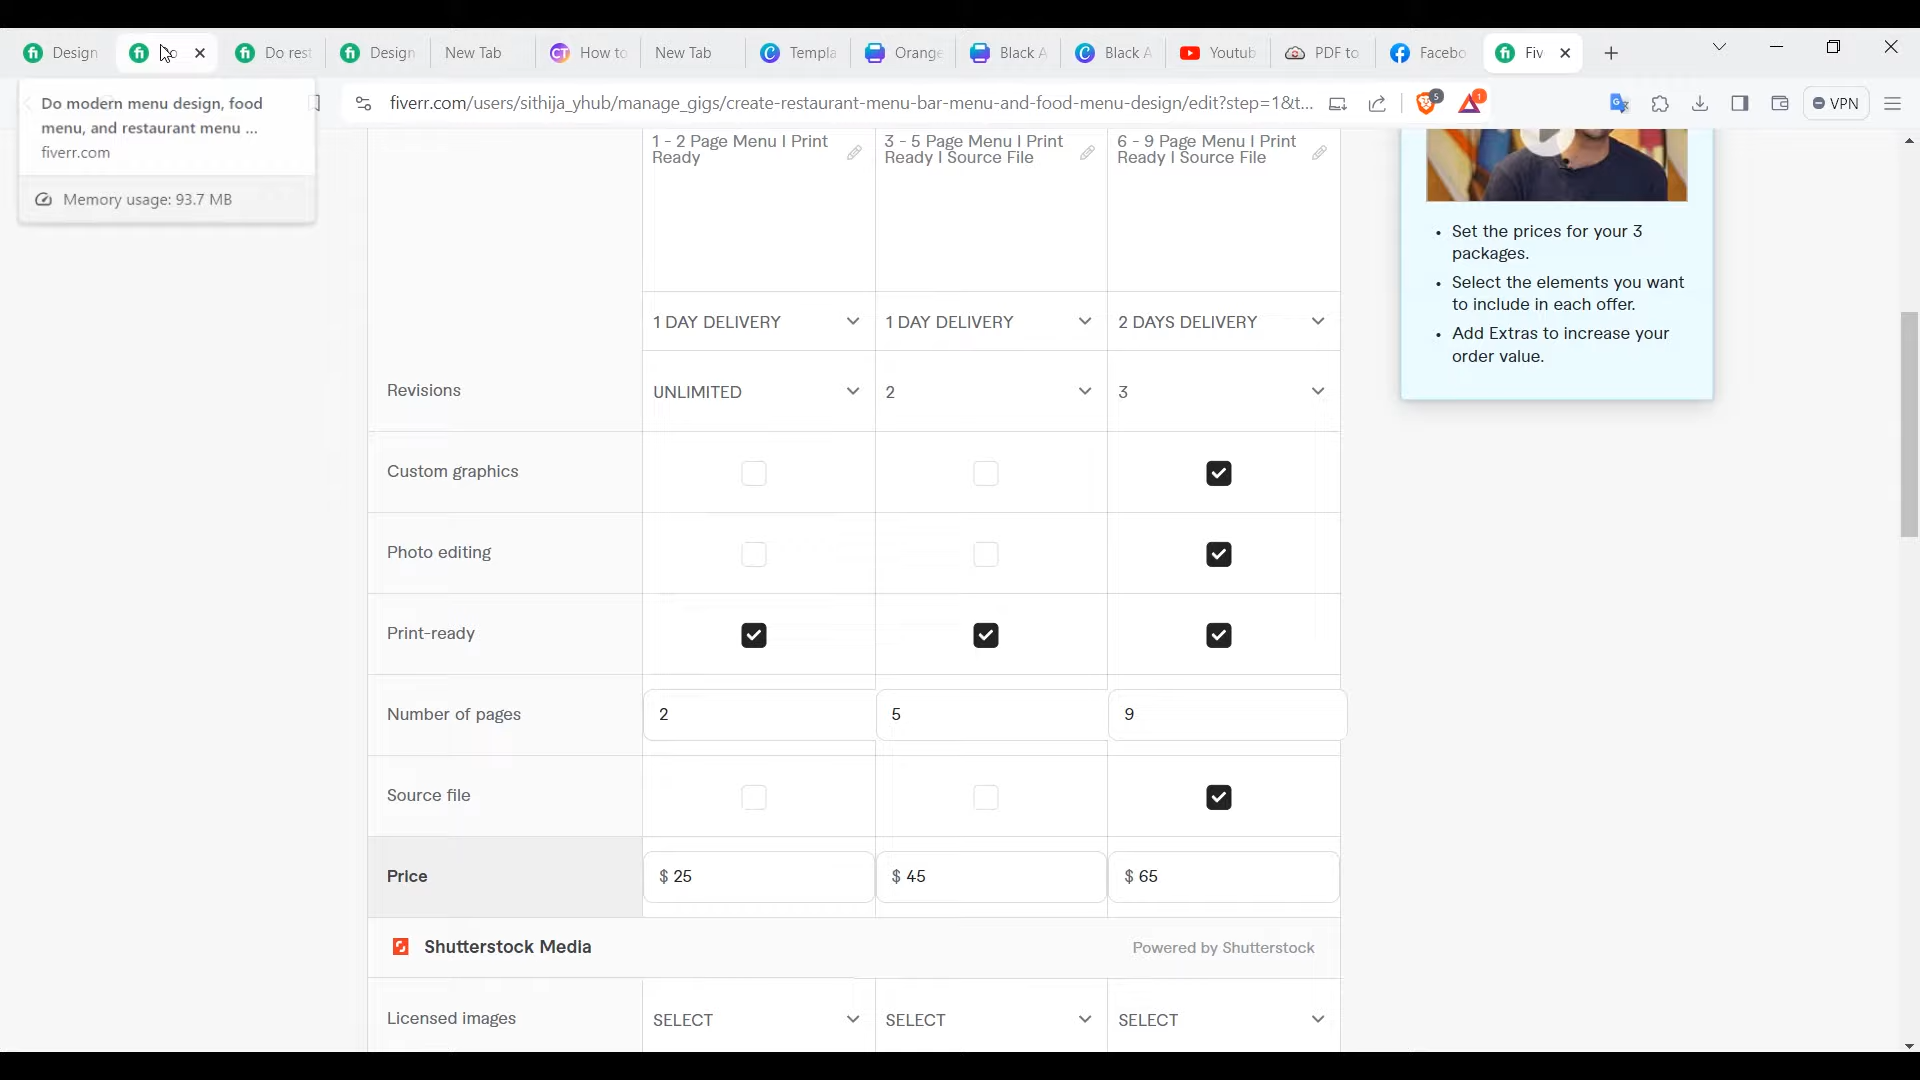 Design
Do rest
Design
New Tab
How to
New Tab
Templa
Orange
Black A
Black A
Youtub
PDF to
Facebo
Fiv
fiverr.com/users/sithija_yhub/manage_gigs/create-restaurant-menu-bar-menu-and-food-menu-design/edit?step=1&t...
5
1
VPN
Do modern menu design, food
menu, and restaurant menu ...
fiverr.com
Memory usage: 93.7 MB
1 - 2 Page Menu I Print
Ready
3 - 5 Page Menu I Print
Ready I Source File
6 - 9 Page Menu I Print
Ready I Source File
1 DAY DELIVERY
1 DAY DELIVERY
2 DAYS DELIVERY
Revisions
UNLIMITED
2
3
Custom graphics
Photo editing
Print-ready
Number of pages
2
5
9
Source file
Price
$ 25
$ 45
$ 65
Shutterstock Media
Powered by Shutterstock
Licensed images
SELECT
SELECT
SELECT
• Set the prices for your 3
packages.
• Select the elements you want
to include in each offer.
• Add Extras to increase your
order value.